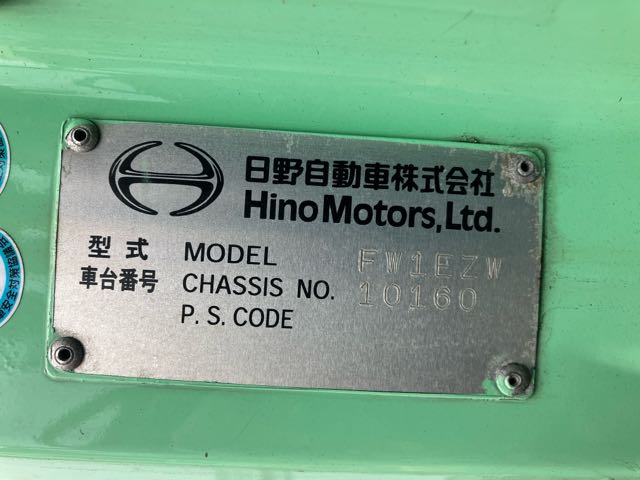 日野自動車株式会社
Hino Motors, Ltd.
型式 MODEL FW1EZW
車台番号 CHASSIS NO. 10160
P. S. CODE